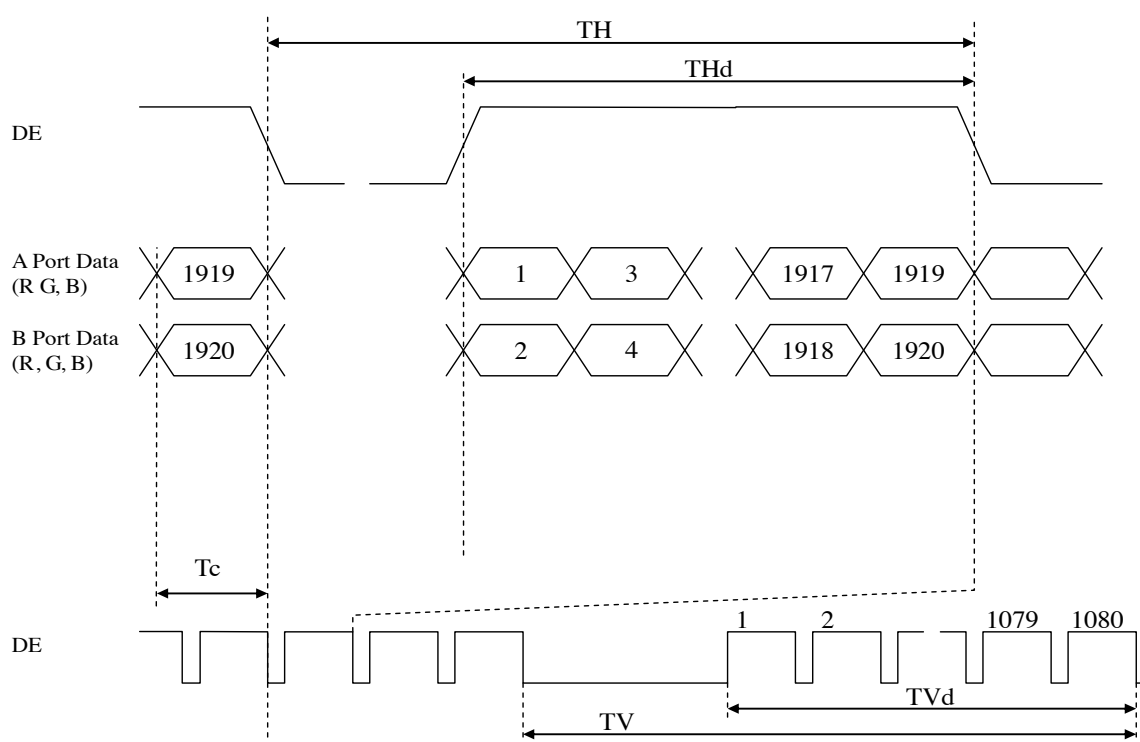 TH
THd
DE
A Port Data
(R G, B)
1919
1
3
1917
1919
B Port Data
(R, G, B)
1920
2
4
1918
1920
Tc
DE
1
2
1079
1080
TVd
TV